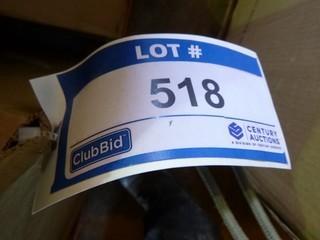 LOT #
518
ClubBid
CENTURY
AUCTIONS